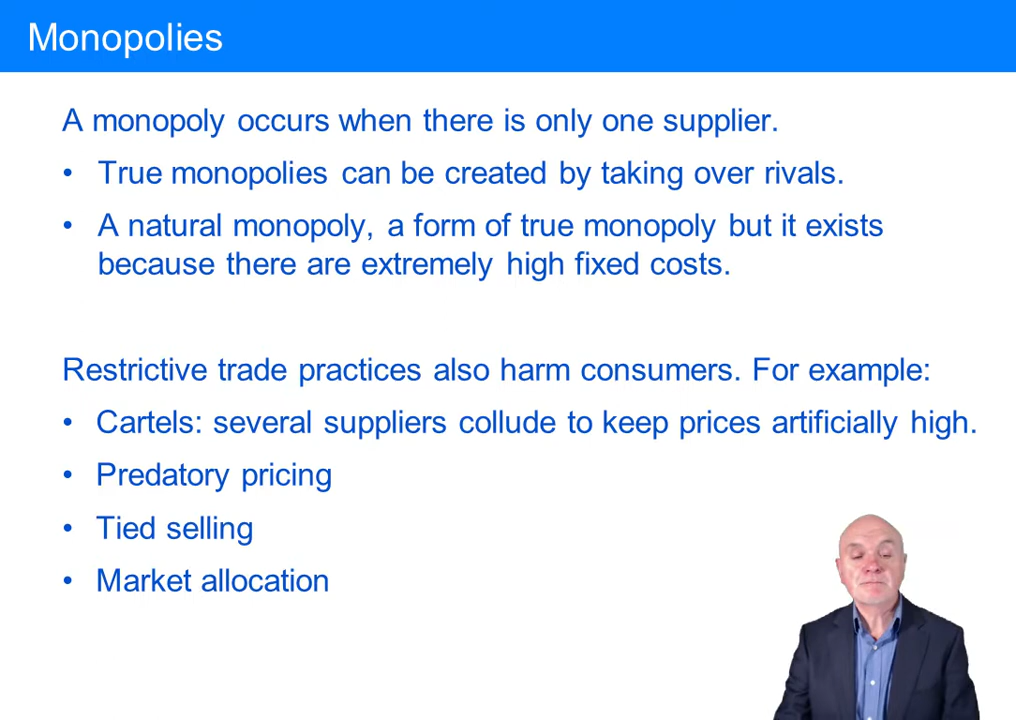 Monopolies
A monopoly occurs when there is only one supplier.
• True monopolies can be created by taking over rivals.
• A natural monopoly, a form of true monopoly but it exists
because there are extremely high fixed costs.
Restrictive trade practices also harm consumers. For example:
• Cartels: several suppliers collude to keep prices artificially high.
• Predatory pricing
• Tied selling
• Market allocation